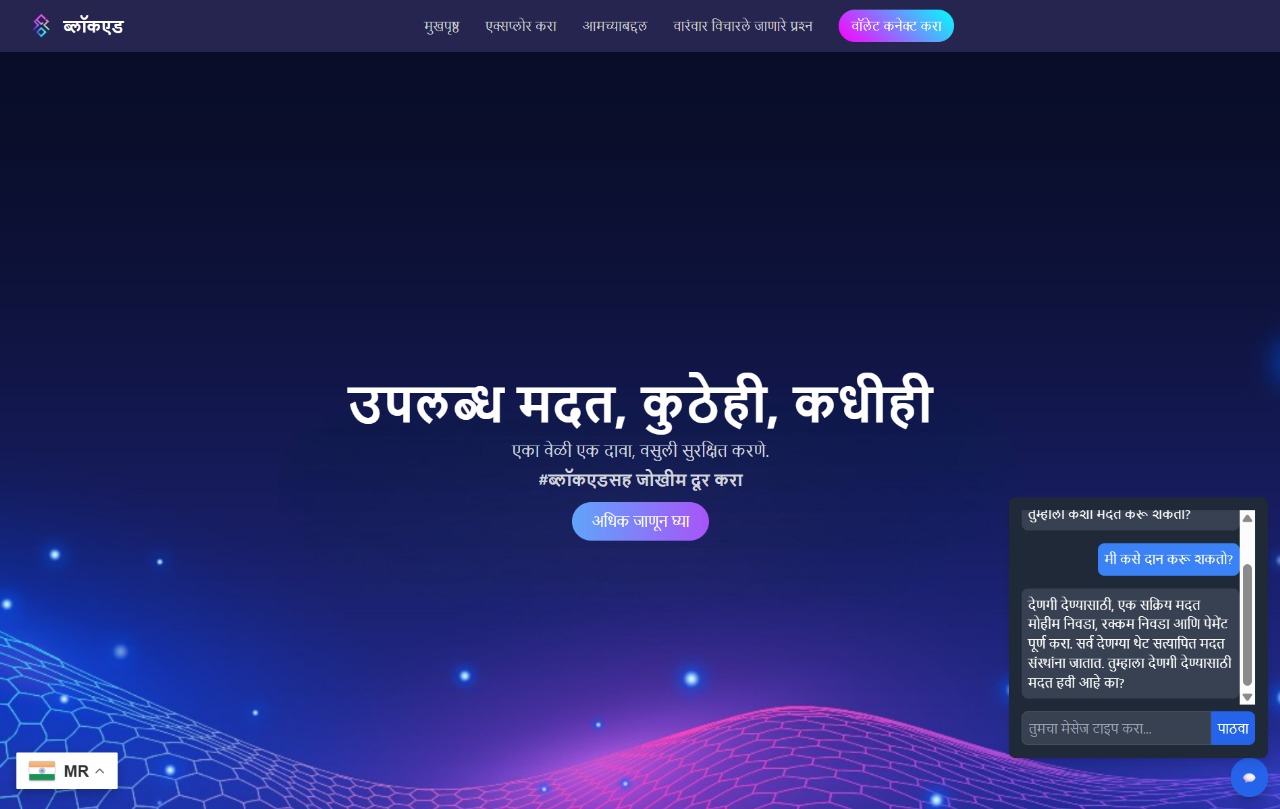 ब्लॉकएड
मुखपृष्ठ
एक्सप्लोर करा
आमच्याबद्दल
वारंवार विचारले जाणारे प्रश्न
वॉलेट कनेक्ट करा
उपलब्ध मदत, कुठेही, कधीही
एका वेळी एक दावा, वसुली सुरक्षित करणे.
#ब्लॉकएडसह जोखीम दूर करा
अधिक जाणून घ्या
तुम्हाला कशी मदत करू शकतो?
मी कसे दान करू शकतो?
देणगी देण्यासाठी, एक सक्रिय मदत
मोहीम निवडा, रक्कम निवडा आणि पेमेंट
पूर्ण करा. सर्व देणग्या थेट सत्यापित मदत
संस्थांना जातात. तुम्हाला देणगी देण्यासाठी
मदत हवी आहे का?
तुमचा मेसेज टाइप करा...
पाठवा
MR